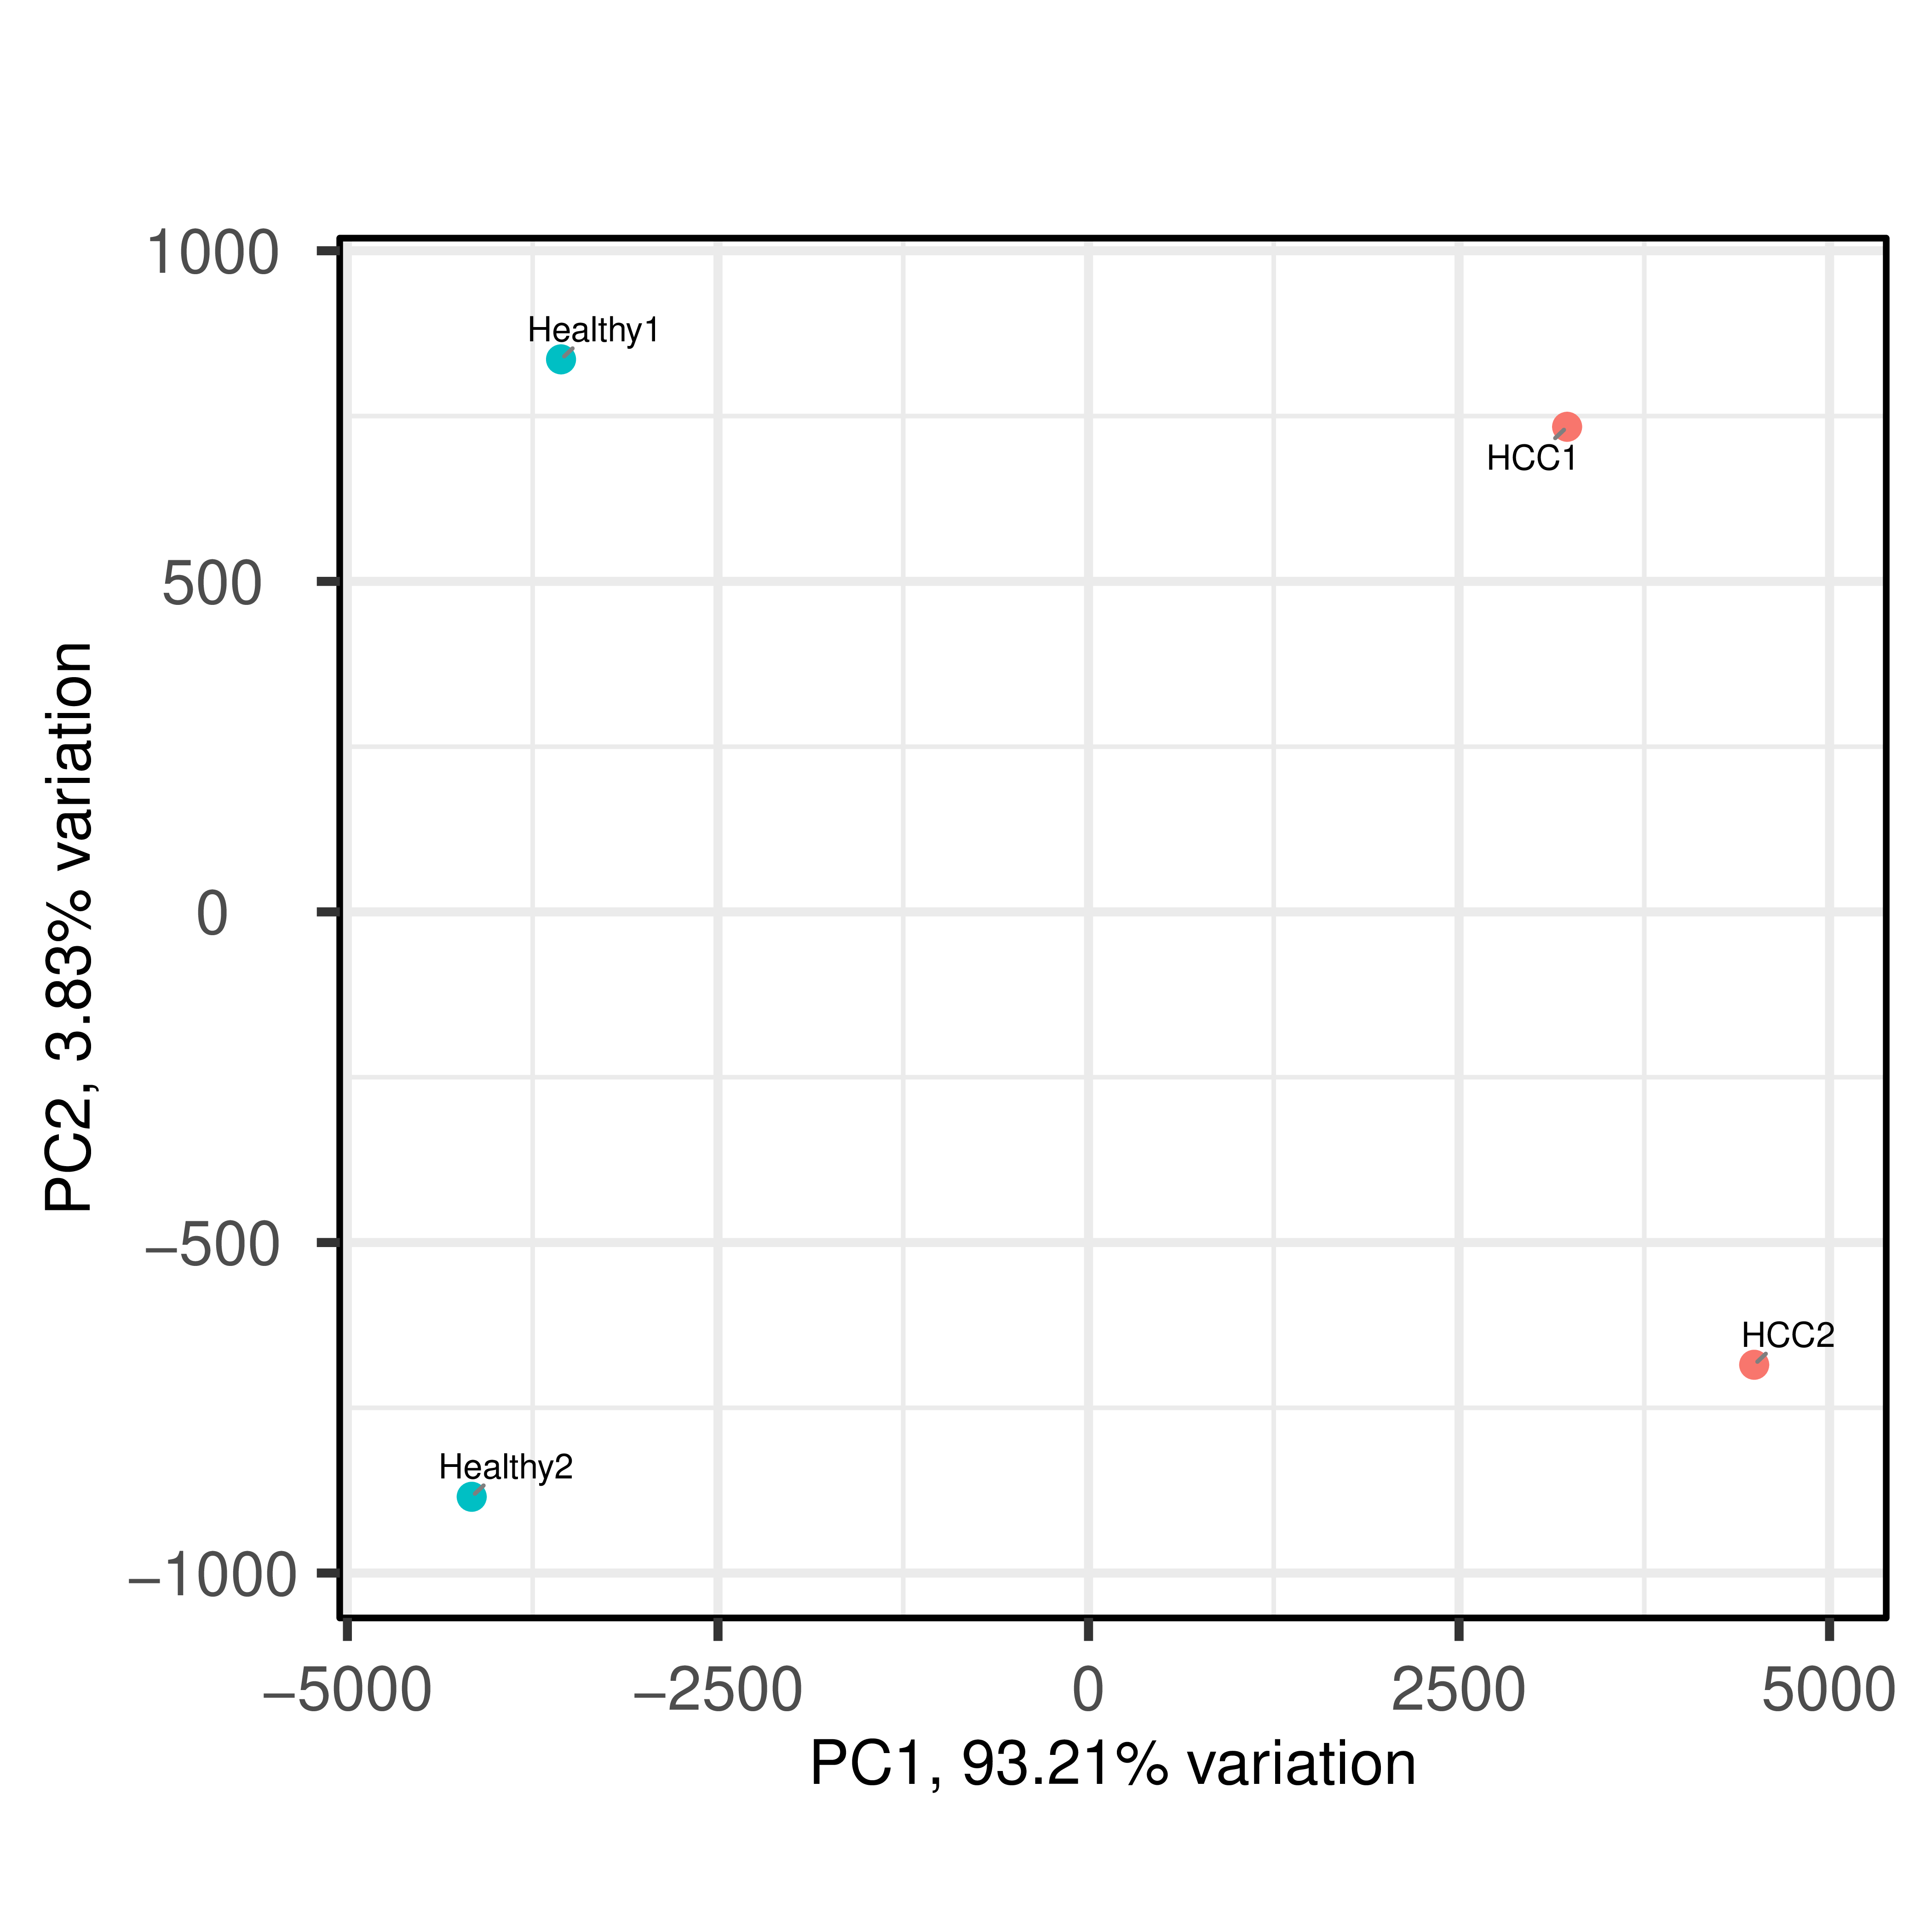 1000
500
0
−500
−1000
PC2, 3.83% variation
Healthy1
HCC1
HCC2
Healthy2
−5000
−2500
0
2500
5000
PC1, 93.21% variation